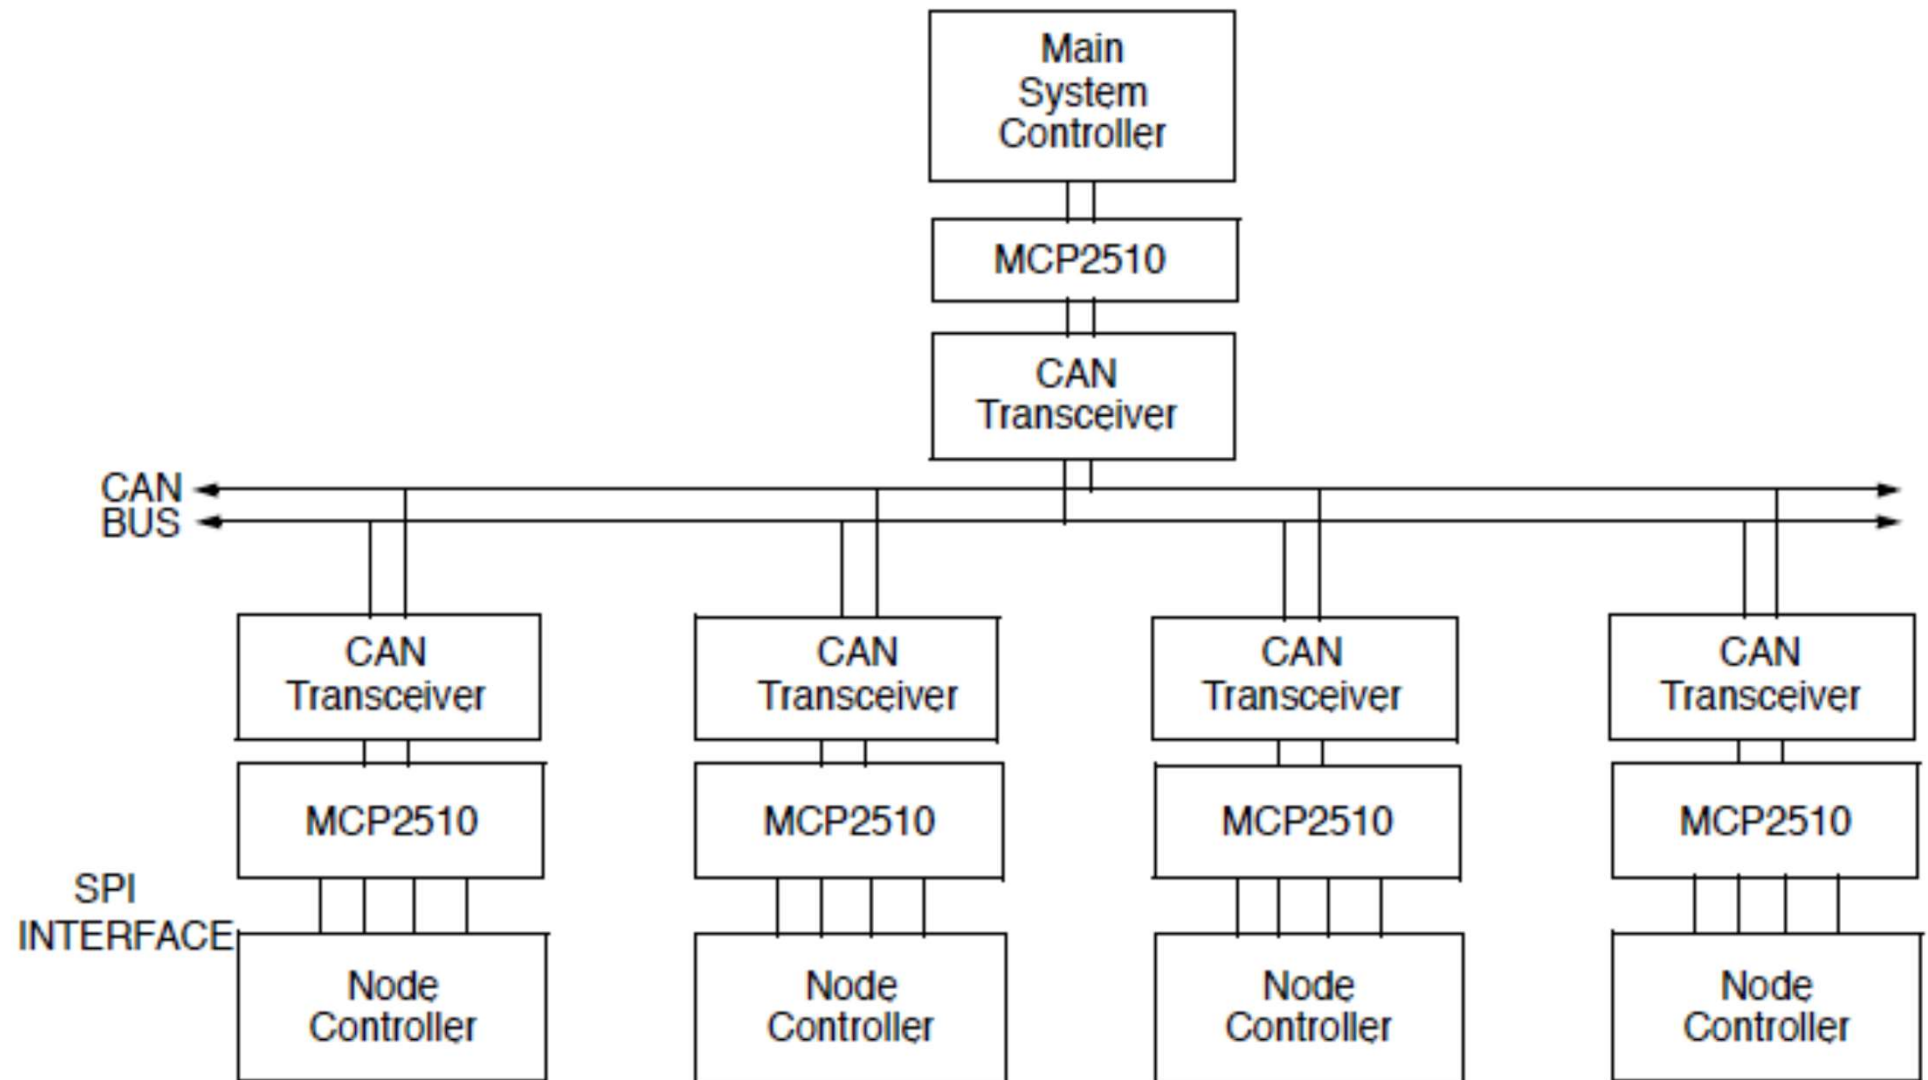 Main
System
Controller
MCP2510
CAN
Transceiver
CAN
BUS
CAN
Transceiver
CAN
Transceiver
CAN
Transceiver
CAN
Transceiver
MCP2510
MCP2510
MCP2510
MCP2510
SPI
INTERFACE
Node
Controller
Node
Controller
Node
Controller
Node
Controller